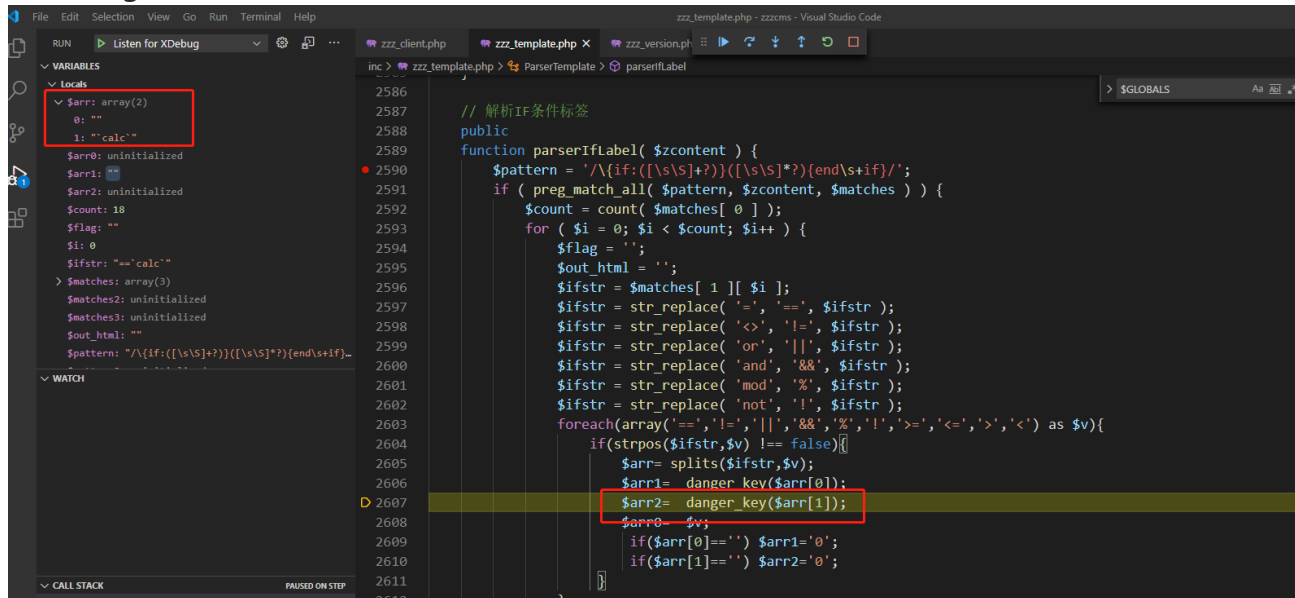 File Edit Selection View Go Run Terminal Help
zzz_template.php - zzzcms - Visual Studio Code
RUN Listen for XDebug
zzz_client.php zzz_template.php × zzz_version.ph
VARIABLES
Locals
$arr: array(2)
0: ""
1: "`calc`"
$arr0: uninitialized
$arr1: ""
$arr2: uninitialized
$count: 18
$flag: ""
$i: 0
$ifstr: "==`calc`"
$matches: array(3)
$matches2: uninitialized
$matches3: uninitialized
$out_html: ""
$pattern: "/\{if:([\s\S]+?)}([\s\S]*?){end\s+if}…
WATCH
CALL STACK PAUSED ON STEP
inc > zzz_template.php > ParserTemplate > parserIfLabel
> $GLOBALS Aa Abl
2586
2587 // 解析IF条件标签
2588 public
2589 function parserIfLabel( $zcontent ) {
2590 $pattern = '/\{if:([\s\S]+?)}([\s\S]*?){end\s+if}/';
2591 if ( preg_match_all( $pattern, $zcontent, $matches ) ) {
2592 $count = count( $matches[ 0 ] );
2593 for ( $i = 0; $i < $count; $i++ ) {
2594 $flag = '';
2595 $out_html = '';
2596 $ifstr = $matches[ 1 ][ $i ];
2597 $ifstr = str_replace( '=', '==', $ifstr );
2598 $ifstr = str_replace( '<>', '!=', $ifstr );
2599 $ifstr = str_replace( 'or', '||', $ifstr );
2600 $ifstr = str_replace( 'and', '&&', $ifstr );
2601 $ifstr = str_replace( 'mod', '%', $ifstr );
2602 $ifstr = str_replace( 'not', '!', $ifstr );
2603 foreach(array('==','!=','||','&&','%','!','>=','<=','>','<') as $v){
2604 if(strpos($ifstr,$v) !== false){
2605 $arr= splits($ifstr,$v);
2606 $arr1= danger_key($arr[0]);
2607 $arr2= danger_key($arr[1]);
2608 $arr0= $v;
2609 if($arr[0]=='') $arr1='0';
2610 if($arr[1]=='') $arr2='0';
2611 }